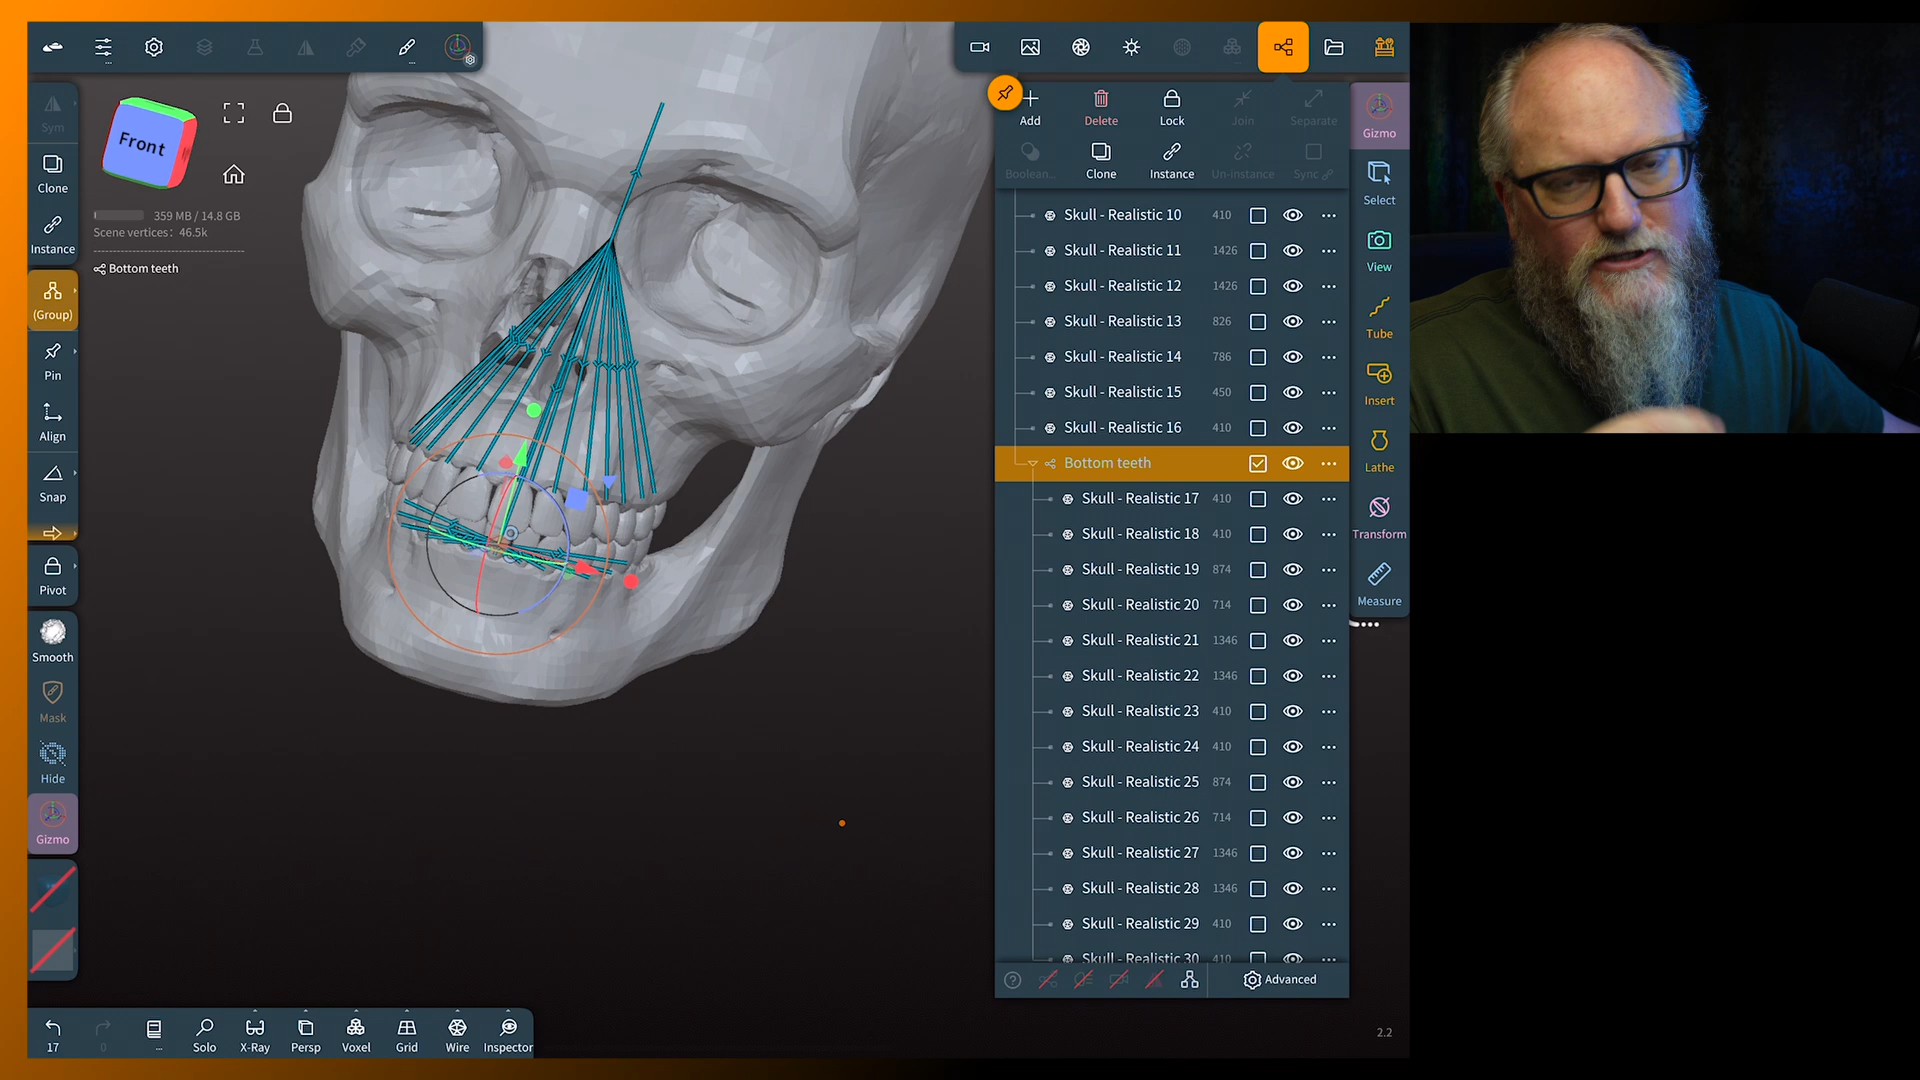 Sym
Clone
Instance
(Group)
Pin
Align
Snap
Pivot
Smooth
Mask
Hide
Gizmo
Front
359 MB / 14.8 GB
Scene vertices: 46.5k
Bottom teeth
Add
Delete
Lock
Join
Separate
Boolean...
Clone
Instance
Un-instance
Sync
Skull - Realistic 10 410
Skull - Realistic 11 1426
Skull - Realistic 12 1426
Skull - Realistic 13 826
Skull - Realistic 14 786
Skull - Realistic 15 450
Skull - Realistic 16 410
Bottom teeth
Skull - Realistic 17 410
Skull - Realistic 18 410
Skull - Realistic 19 874
Skull - Realistic 20 714
Skull - Realistic 21 1346
Skull - Realistic 22 1346
Skull - Realistic 23 410
Skull - Realistic 24 410
Skull - Realistic 25 874
Skull - Realistic 26 714
Skull - Realistic 27 1346
Skull - Realistic 28 1346
Skull - Realistic 29 410
Skull - Realistic 30 410
Advanced
Gizmo
Select
View
Tube
Insert
Lathe
Transform
Measure
17
0
Solo
X-Ray
Persp
Voxel
Grid
Wire
Inspector
2.2